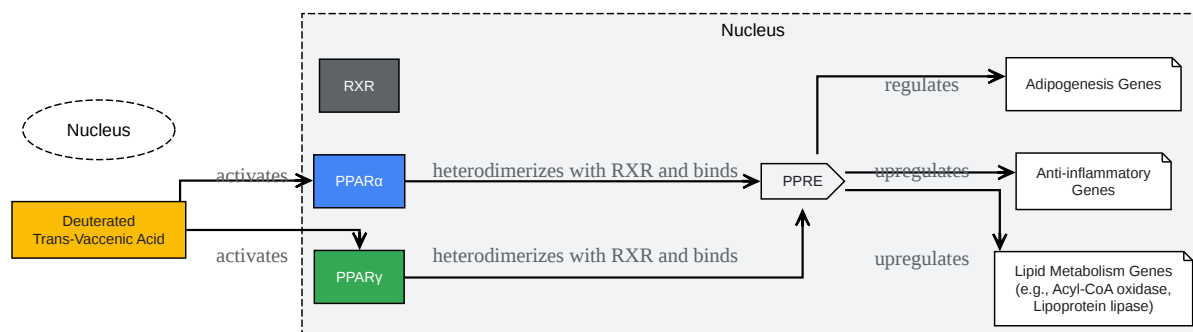 Nucleus
RXR
regulates
Adipogenesis Genes
Nucleus
activates
PPARα
heterodimerizes with RXR and binds
PPRE
upregulates
Anti-inflammatory
Genes
Deuterated
Trans-Vaccenic Acid
activates
PPARγ
heterodimerizes with RXR and binds
upregulates
Lipid Metabolism Genes
(e.g., Acyl-CoA oxidase,
Lipoprotein lipase)